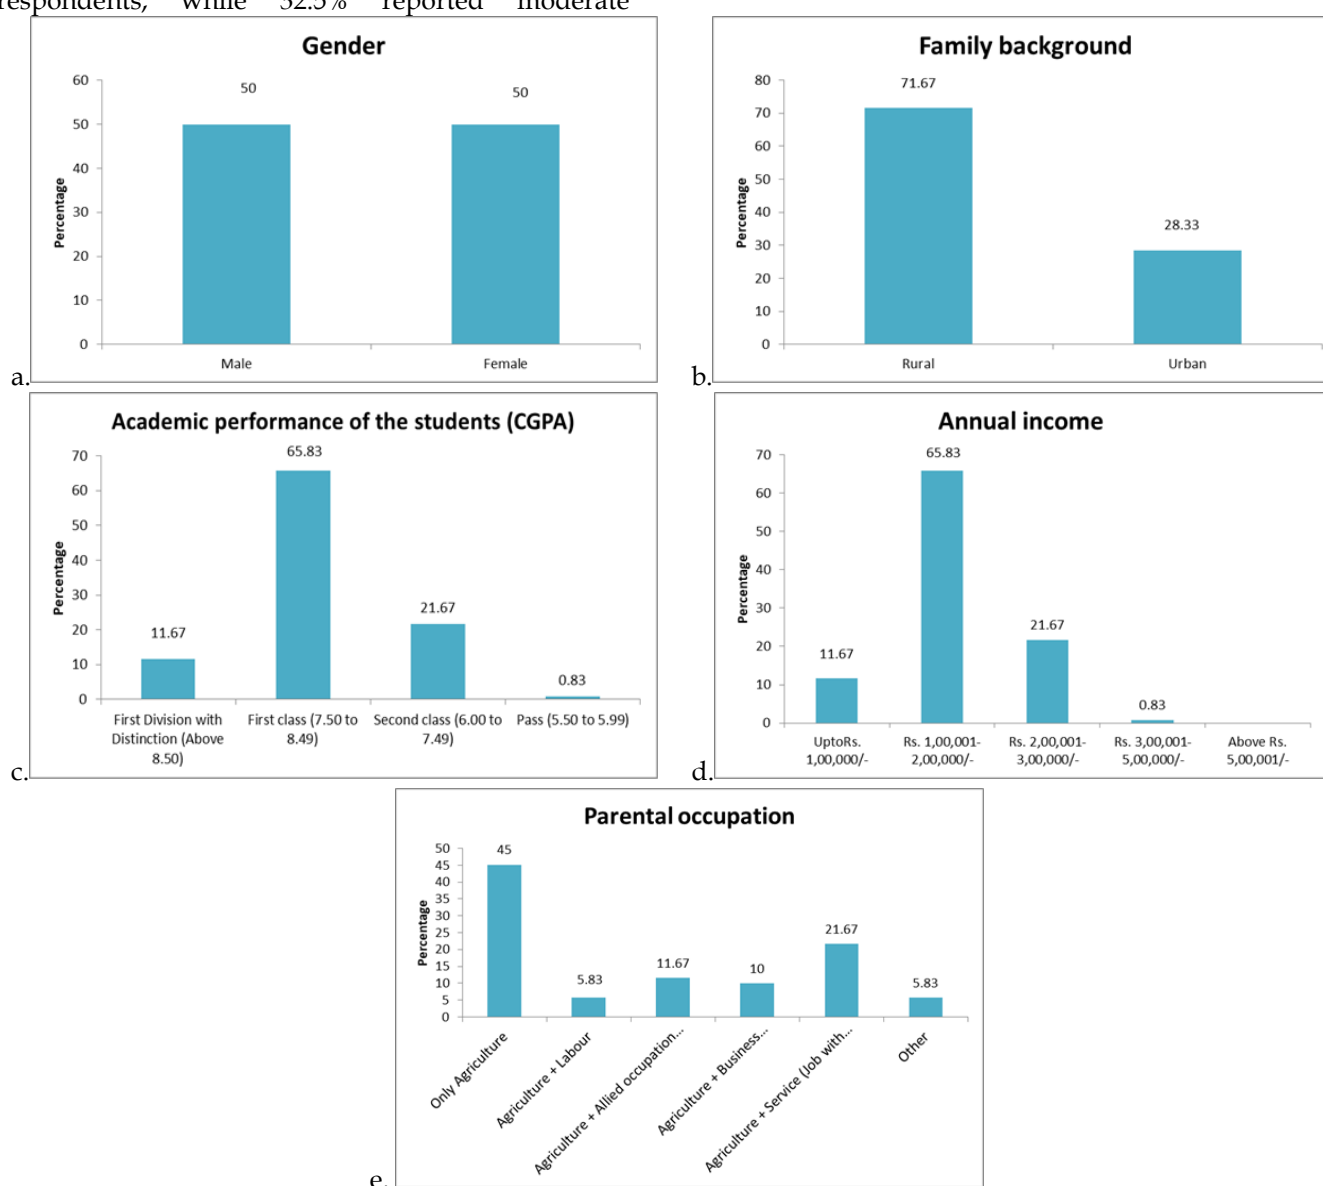 respondents, while 32.5% reported moderate
Gender
60
50
40
30
20
10
0
Percentage
50
50
Male
Female
a.
Family background
80
70
60
50
40
30
20
10
0
Percentage
71.67
28.33
Rural
Urban
b.
Academic performance of the students (CGPA)
70
60
50
40
30
20
10
0
Percentage
11.67
65.83
21.67
0.83
First Division with
Distinction (Above
8.50)
First class (7.50 to
8.49)
Second class (6.00 to
7.49)
Pass (5.50 to 5.99)
c.
Annual income
70
60
50
40
30
20
10
0
Percentage
11.67
65.83
21.67
0.83
UptoRs.
1,00,000/-
Rs. 1,00,001-
2,00,000/-
Rs. 2,00,001-
3,00,000/-
Rs. 3,00,001-
5,00,000/-
Above Rs.
5,00,001/-
d.
Parental occupation
50
45
40
35
30
25
20
15
10
5
0
Percentage
45
5.83
11.67
10
21.67
5.83
Only Agriculture
Agriculture + Labour
Agriculture + Allied occupation...
Agriculture + Business...
Agriculture + Service (Job with...
Other
e.